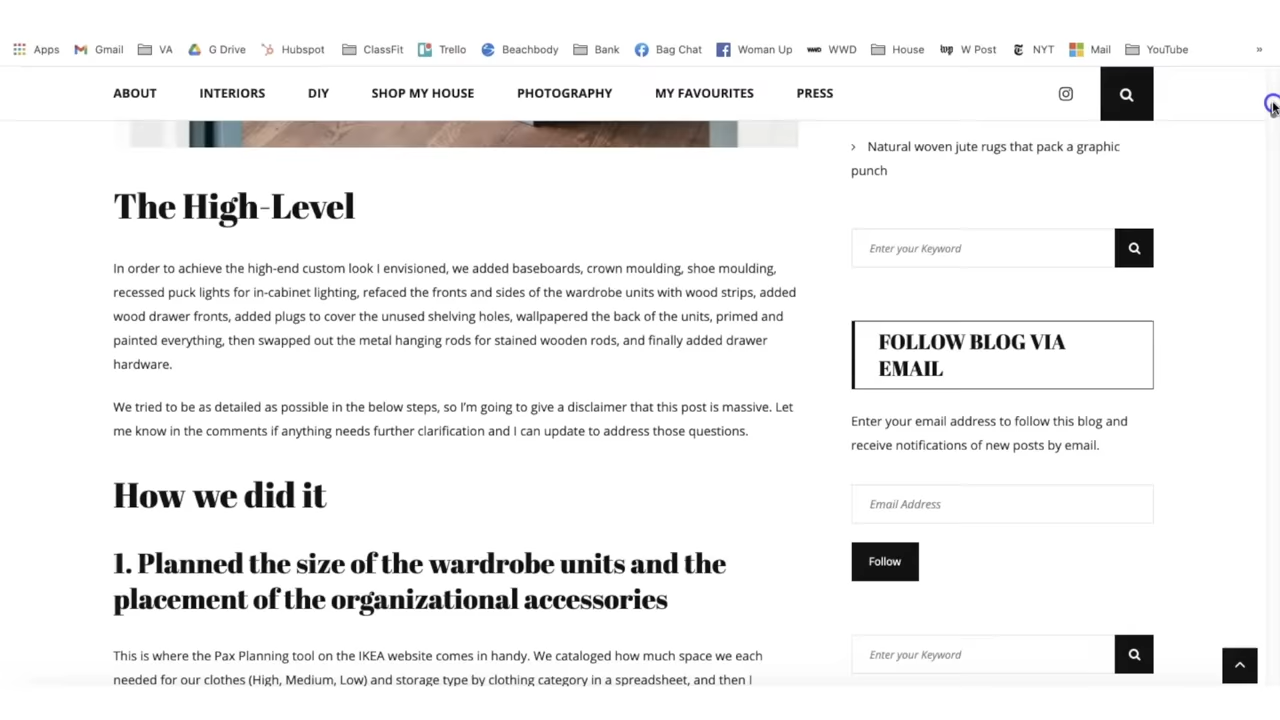 Apps Gmail VA G Drive Hubspot ClassFit Trello Beachbody Bank Bag Chat Woman Up WWD WWD House wp W Post NYT Mail YouTube »
ABOUT INTERIORS DIY SHOP MY HOUSE PHOTOGRAPHY MY FAVOURITES PRESS
Natural woven jute rugs that pack a graphic
punch
The High-Level
In order to achieve the high-end custom look I envisioned, we added baseboards, crown moulding, shoe moulding,
recessed puck lights for in-cabinet lighting, refaced the fronts and sides of the wardrobe units with wood strips, added
wood drawer fronts, added plugs to cover the unused shelving holes, wallpapered the back of the units, primed and
painted everything, then swapped out the metal hanging rods for stained wooden rods, and finally added drawer
hardware.
We tried to be as detailed as possible in the below steps, so I'm going to give a disclaimer that this post is massive. Let
me know in the comments if anything needs further clarification and I can update to address those questions.
How we did it
1. Planned the size of the wardrobe units and the
placement of the organizational accessories
This is where the Pax Planning tool on the IKEA website comes in handy. We cataloged how much space we each
needed for our clothes (High, Medium, Low) and storage type by clothing category in a spreadsheet, and then I
Enter your Keyword
FOLLOW BLOG VIA
EMAIL
Enter your email address to follow this blog and
receive notifications of new posts by email.
Email Address
Follow
Enter your Keyword